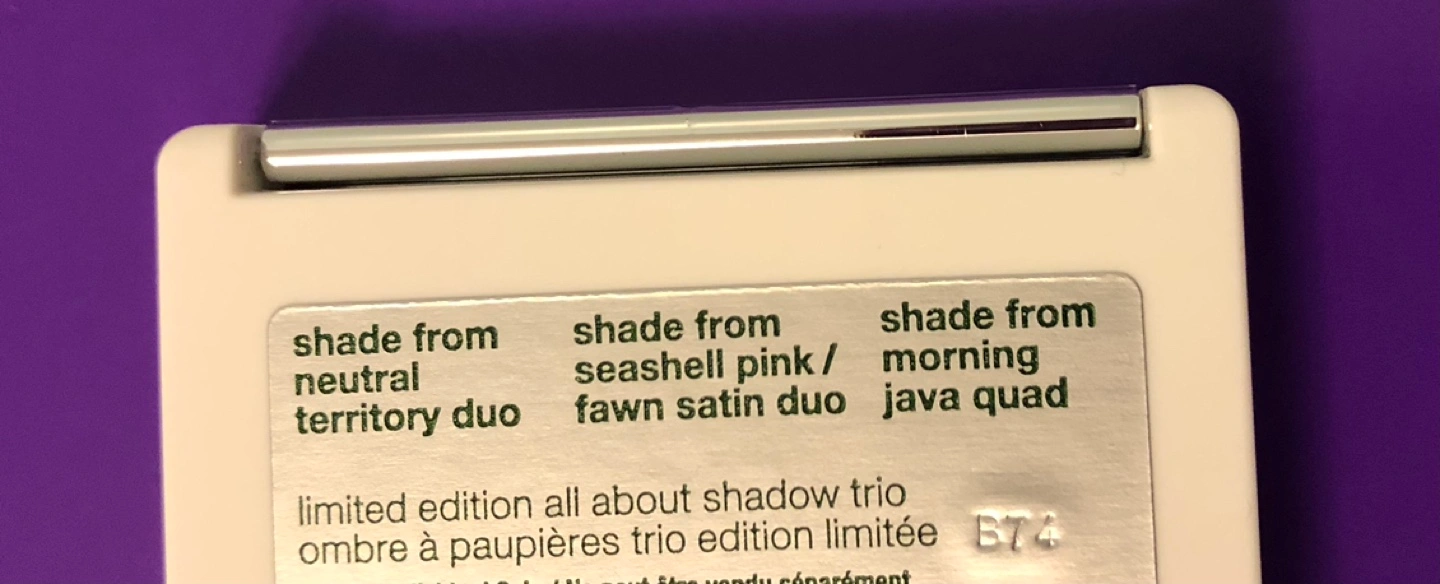 shade from
neutral
territory duo
shade from
seashell pink /
fawn satin duo
shade from
morning
java quad
limited edition all about shadow trio
ombre à paupières trio edition limitée
B74